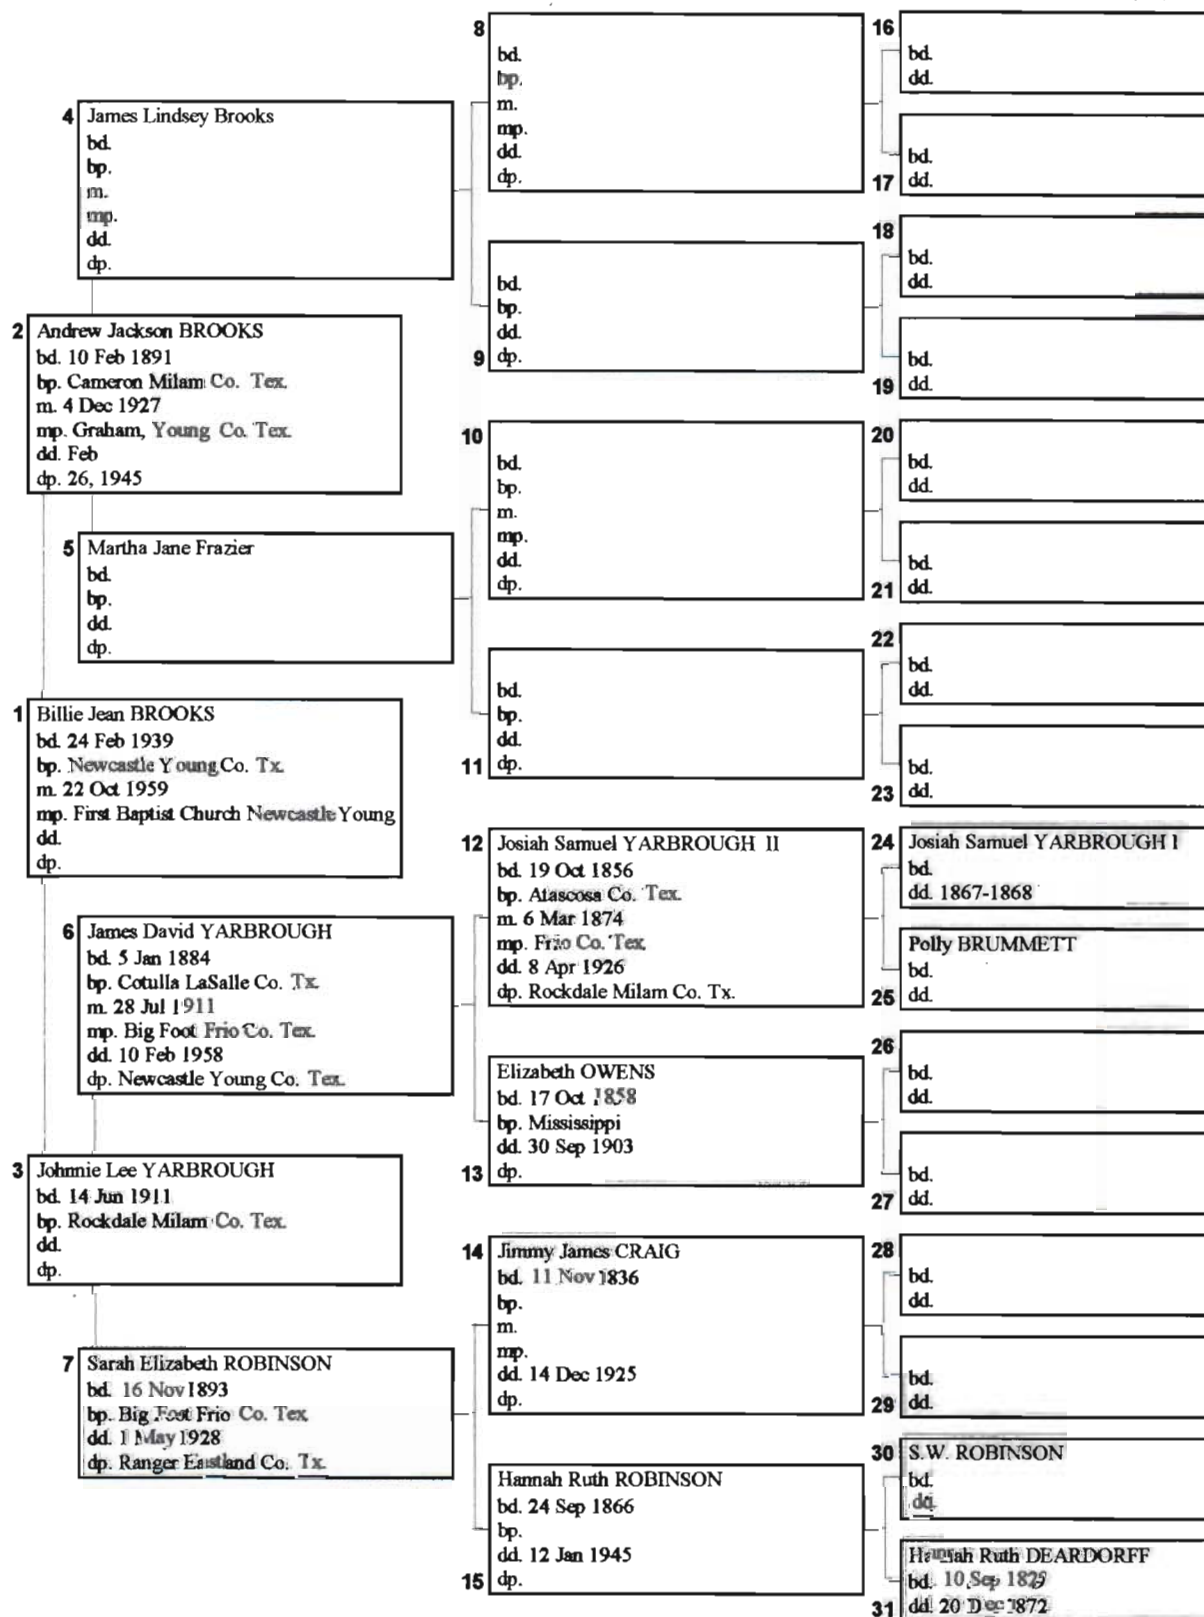 4 James Lindsey Brooks
bd.
bp.
m.
mp.
dd.
dp.
2 Andrew Jackson BROOKS
bd. 10 Feb 1891
bp. Cameron Milam Co. Tex.
m. 4 Dec 1927
mp. Graham, Young Co. Tex.
dd. Feb
dp. 26, 1945
5 Martha Jane Frazier
bd.
bp.
dd.
dp.
1 Billie Jean BROOKS
bd. 24 Feb 1939
bp. Newcastle Young Co. Tx.
m. 22 Oct 1959
mp. First Baptist Church Newcastle Young
dd.
dp.
6 James David YARBROUGH
bd. 5 Jan 1884
bp. Cotulla LaSalle Co. Tx.
m. 28 Jul 1911
mp. Big Foot Frio Co. Tex.
dd. 10 Feb 1958
dp. Newcastle Young Co. Tex.
3 Johnnie Lee YARBROUGH
bd. 14 Jun 1911
bp. Rockdale Milam Co. Tex.
dd.
dp.
7 Sarah Elizabeth ROBINSON
bd. 16 Nov 1893
bp. Big Foot Frio Co. Tex
dd. 1 May 1928
dp. Ranger Eastland Co. Tx.
8
bd.
bp.
m.
mp.
dd.
dp.
bd.
bp.
dd.
9 dp.
10
bd.
bp.
m.
mp.
dd.
dp.
bd.
bp.
dd.
11 dp.
12 Josiah Samuel YARBROUGH II
bd. 19 Oct 1856
bp. Atascosa Co. Tex.
m. 6 Mar 1874
mp. Frio Co. Tex
dd. 8 Apr 1926
dp. Rockdale Milam Co. Tx.
Elizabeth OWENS
bd. 17 Oct 1858
bp. Mississippi
dd. 30 Sep 1903
13 dp.
14 Jimmy James CRAIG
bd. 11 Nov 1836
bp.
m.
mp.
dd. 14 Dec 1925
dp.
Hannah Ruth ROBINSON
bd. 24 Sep 1866
bp.
dd. 12 Jan 1945
15 dp.
16
bd.
dd.
bd.
17 dd.
18
bd.
dd.
bd.
19 dd.
20
bd.
dd.
bd.
21 dd.
22
bd.
dd.
bd.
23 dd.
24 Josiah Samuel YARBROUGH I
bd.
dd. 1867-1868
Polly BRUMMETT
bd.
25 dd.
26
bd.
dd.
bd.
27 dd.
28
bd.
dd.
bd.
29 dd.
30 S.W. ROBINSON
bd.
dd.
Hannah Ruth DEARDORFF
bd. 10 Sep
31 dd. 20 Dec 1872